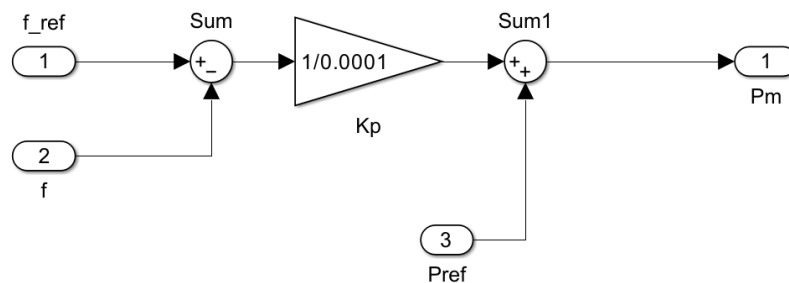 f_ref
Sum
Sum1
1
+
−
1/0.0001
+
+
1
Pm
Kp
2
f
3
Pref